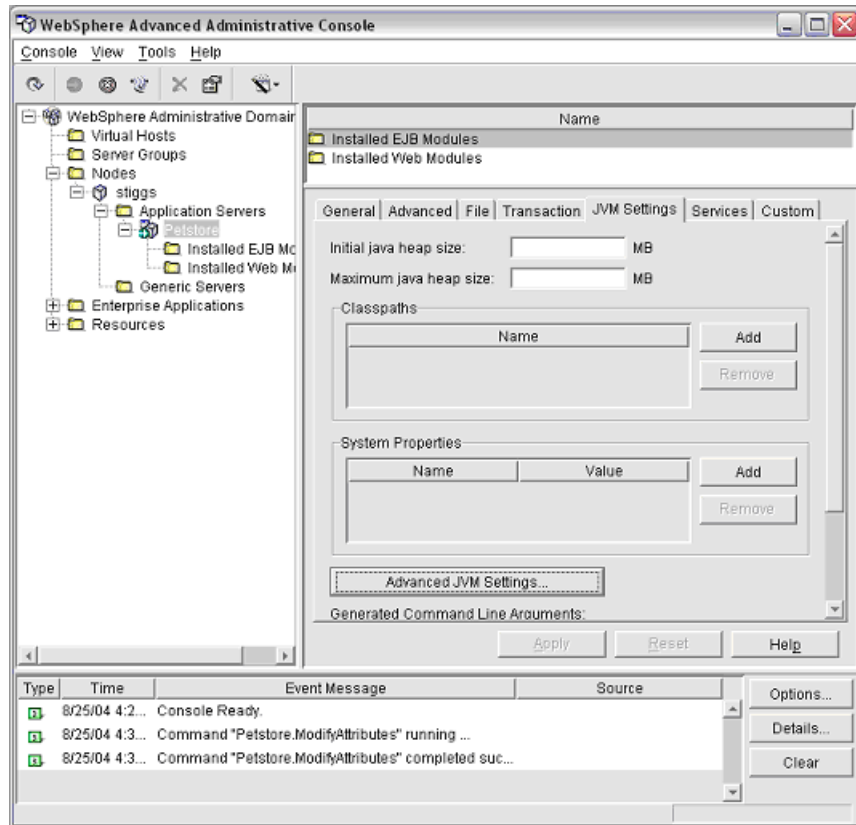 WebSphere Advanced Administrative Console
Console View Tools Help
WebSphere Administrative Domain
Virtual Hosts
Server Groups
Nodes
stiggs
Application Servers
Petstore
Installed EJB Mo
Installed Web M
Generic Servers
Enterprise Applications
Resources
Name
Installed EJB Modules
Installed Web Modules
General Advanced File Transaction JVM Settings Services Custom
Initial java heap size: MB
Maximum java heap size: MB
Classpaths
Name
Add
Remove
System Properties
Name Value
Add
Remove
Advanced JVM Settings...
Generated Command Line Arguments:
Apply Reset Help
Type Time Event Message Source
8/25/04 4:2... Console Ready.
8/25/04 4:3... Command "Petstore.ModifyAttributes" running ...
8/25/04 4:3... Command "Petstore.ModifyAttributes" completed suc...
Options...
Details...
Clear